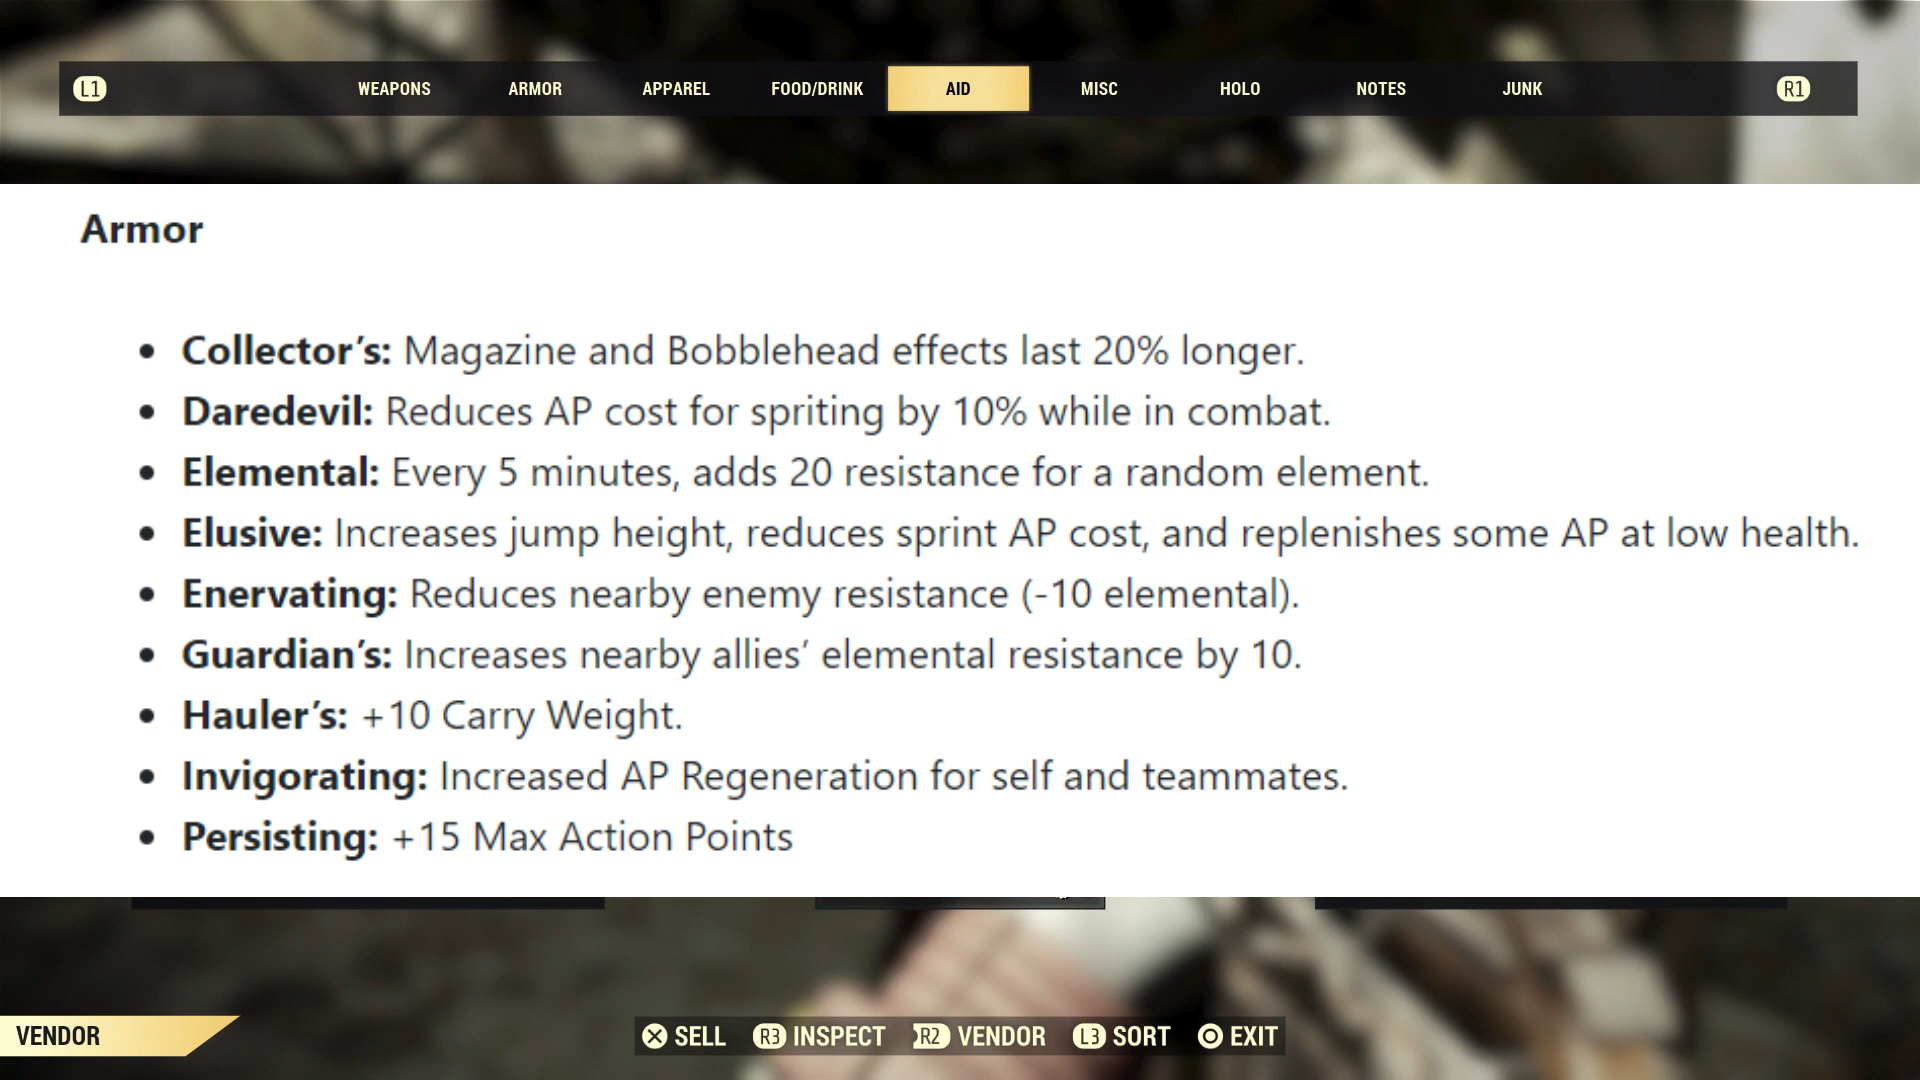 L1 WEAPONS ARMOR APPAREL FOOD/DRINK AID MISC HOLO NOTES JUNK R1
Armor
• Collector’s: Magazine and Bobblehead effects last 20% longer.
• Daredevil: Reduces AP cost for spriting by 10% while in combat.
• Elemental: Every 5 minutes, adds 20 resistance for a random element.
• Elusive: Increases jump height, reduces sprint AP cost, and replenishes some AP at low health.
• Enervating: Reduces nearby enemy resistance (-10 elemental).
• Guardian’s: Increases nearby allies’ elemental resistance by 10.
• Hauler’s: +10 Carry Weight.
• Invigorating: Increased AP Regeneration for self and teammates.
• Persisting: +15 Max Action Points
VENDOR
SELL R3 INSPECT R2 VENDOR L3 SORT EXIT